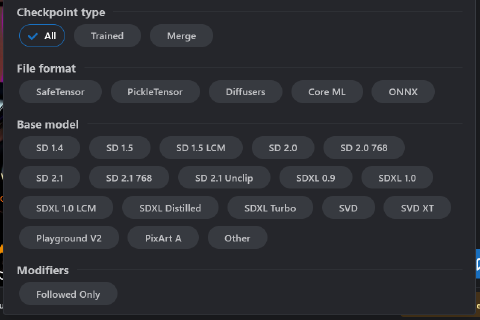 Checkpoint type
All Trained Merge
File format
SafeTensor PickleTensor Diffusers Core ML ONNX
Base model
SD 1.4 SD 1.5 SD 1.5 LCM SD 2.0 SD 2.0 768
SD 2.1 SD 2.1 768 SD 2.1 Unclip SDXL 0.9 SDXL 1.0
SDXL 1.0 LCM SDXL Distilled SDXL Turbo SVD SVD XT
Playground V2 PixArt A Other
Modifiers
Followed Only